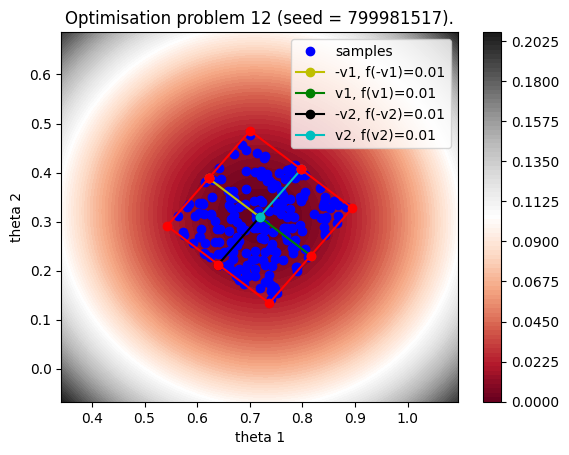 Optimisation problem 12 (seed = 799981517).
samples
-v1, f(-v1)=0.01
v1, f(v1)=0.01
-v2, f(-v2)=0.01
v2, f(v2)=0.01
theta 2
0.6
0.5
0.4
0.3
0.2
0.1
0.0
0.4 0.5 0.6 0.7 0.8 0.9 1.0
theta 1
0.2025
0.1800
0.1575
0.1350
0.1125
0.0900
0.0675
0.0450
0.0225
0.0000